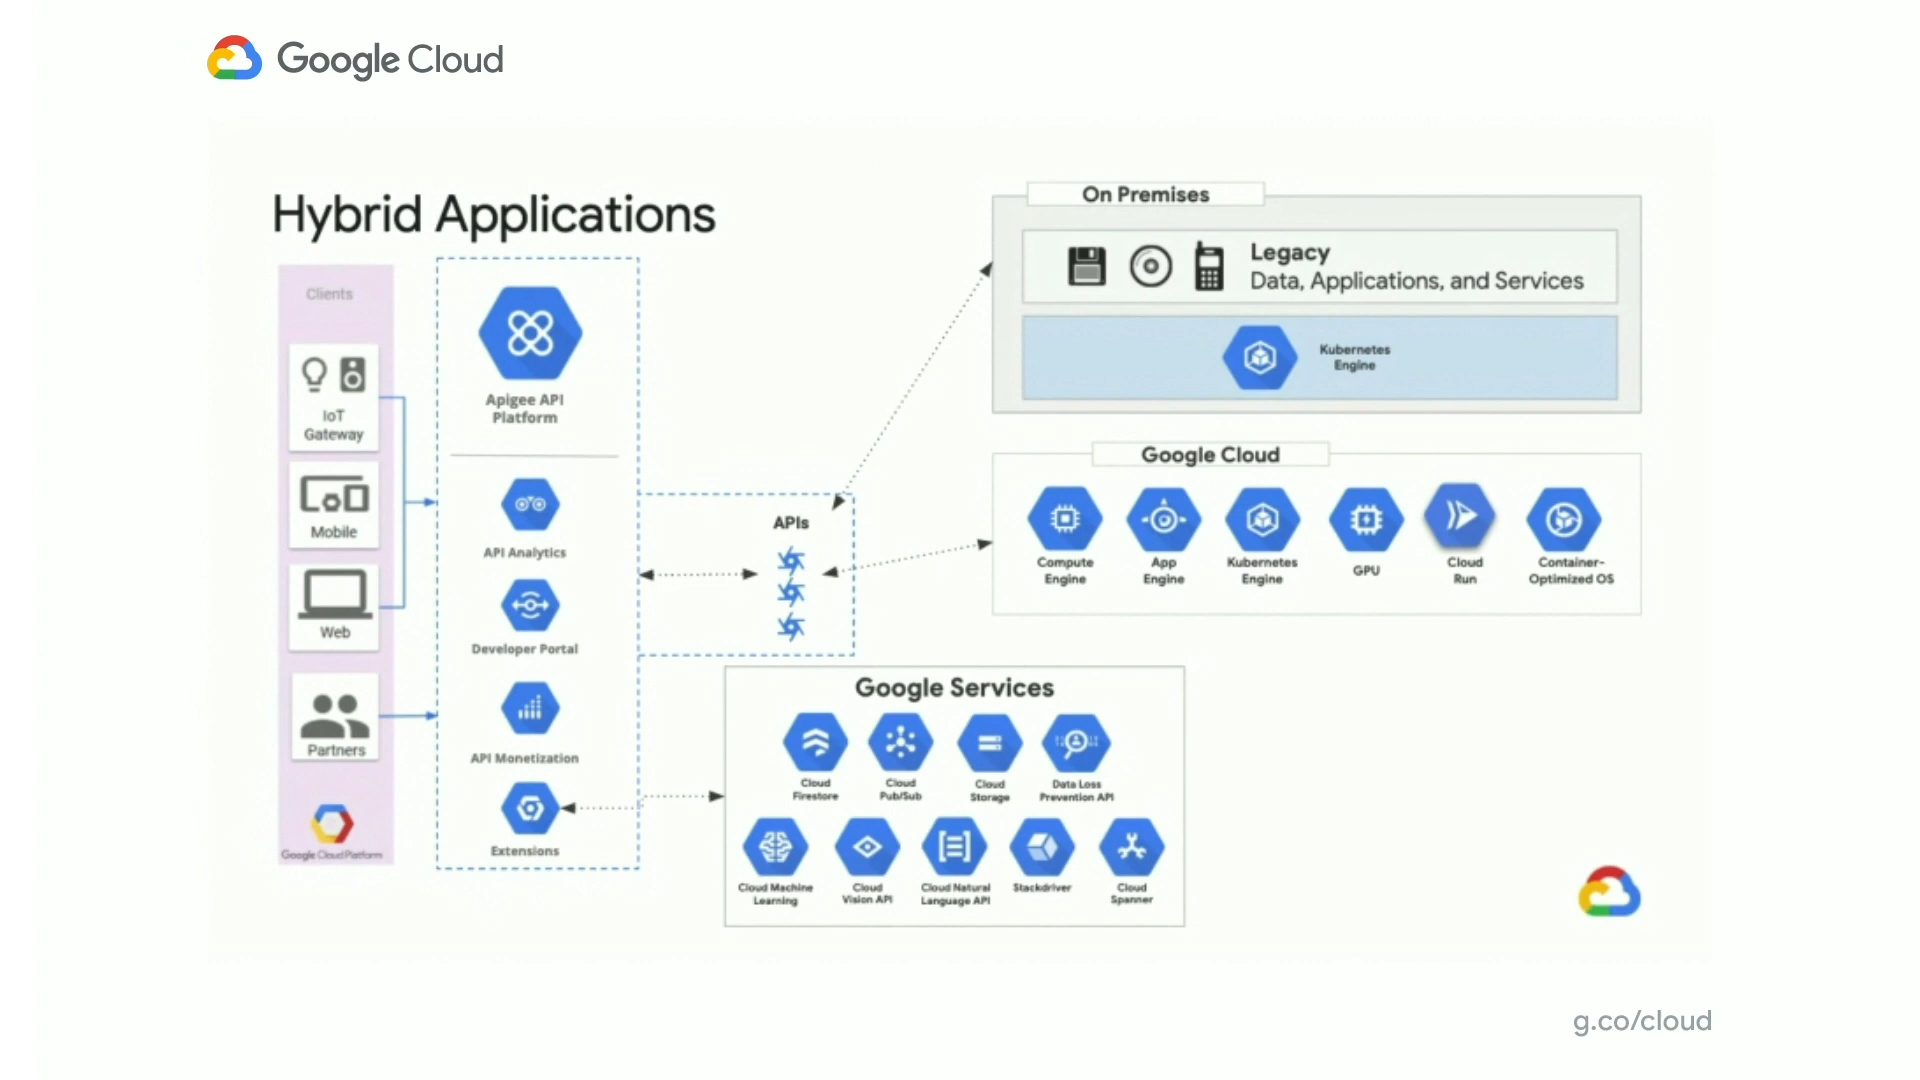 Google Cloud
Hybrid Applications
Clients
IoT
Gateway
Mobile
Web
Partners
Google Cloud Platform
Apigee API
Platform
API Analytics
Developer Portal
API Monetization
Extensions
APIs
On Premises
Legacy
Data, Applications, and Services
Kubernetes
Engine
Google Cloud
Compute
Engine
App
Engine
Kubernetes
Engine
GPU
Cloud
Run
Container-
Optimized OS
Google Services
Cloud
Firestore
Cloud
Pub/Sub
Cloud
Storage
Data Loss
Prevention API
Cloud Machine
Learning
Cloud
Vision API
Cloud Natural
Language API
Stackdriver
Cloud
Spanner
g.co/cloud